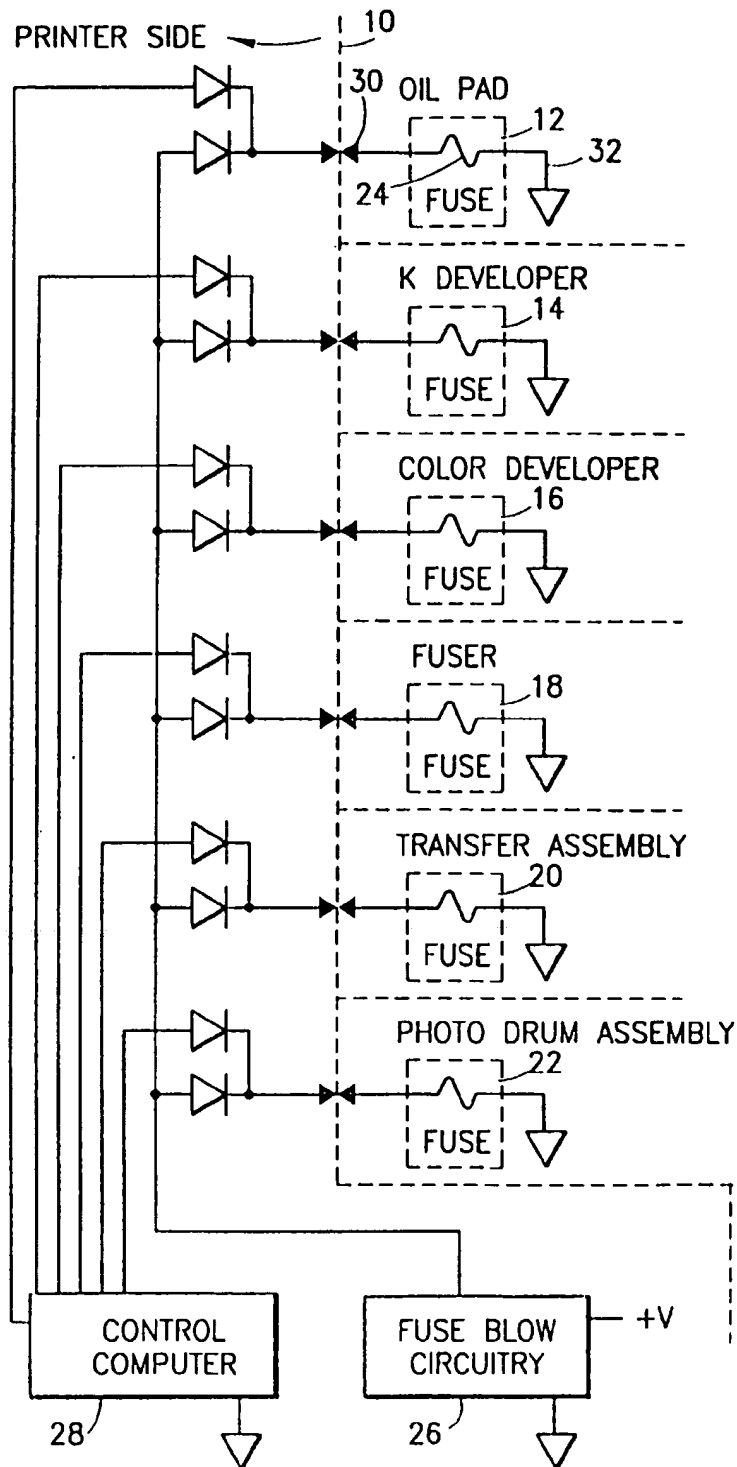 PRINTER SIDE
10
30
OIL PAD
12
32
24
FUSE
K DEVELOPER
14
FUSE
COLOR DEVELOPER
16
FUSE
FUSER
18
FUSE
TRANSFER ASSEMBLY
20
FUSE
PHOTO DRUM ASSEMBLY
22
FUSE
CONTROL
COMPUTER
FUSE BLOW
CIRCUITRY
+V
28
26